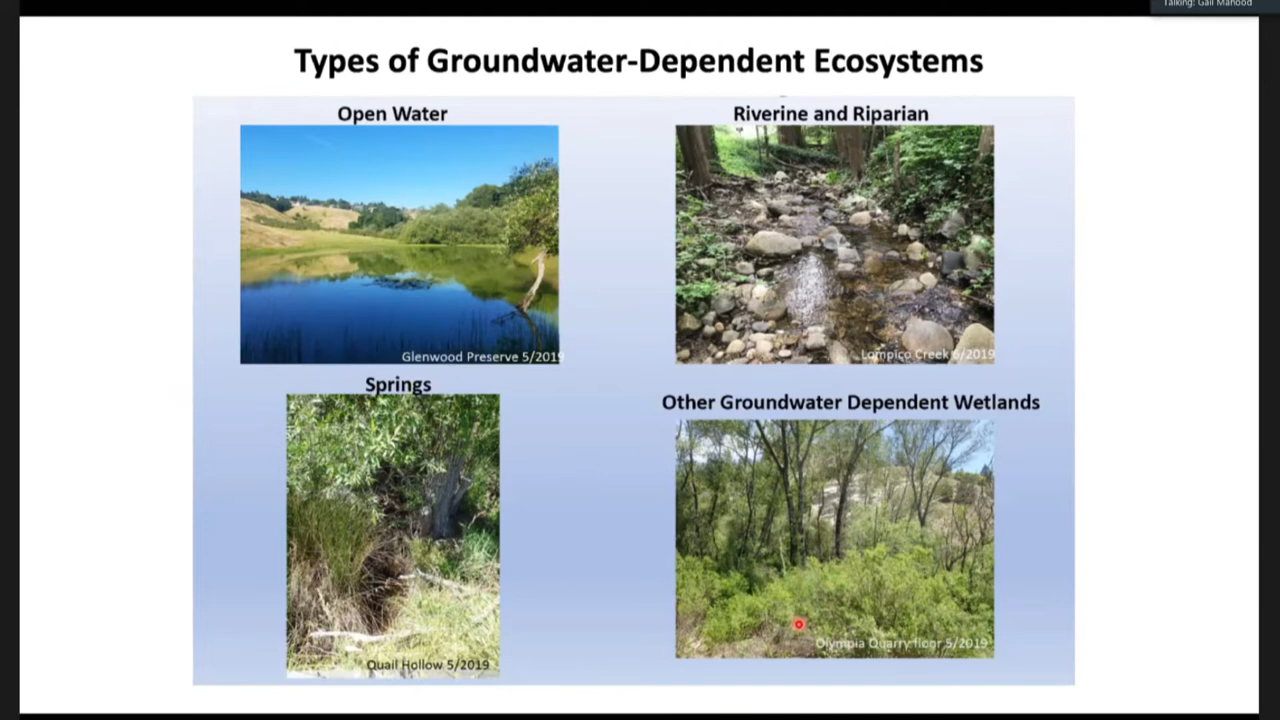 Talking: Gail Mahood
Types of Groundwater-Dependent Ecosystems
Open Water
Riverine and Riparian
Glenwood Preserve 5/2019
Lompico Creek 5/2019
Springs
Other Groundwater Dependent Wetlands
Quail Hollow 5/2019
Olympia Quarry floor 5/2019